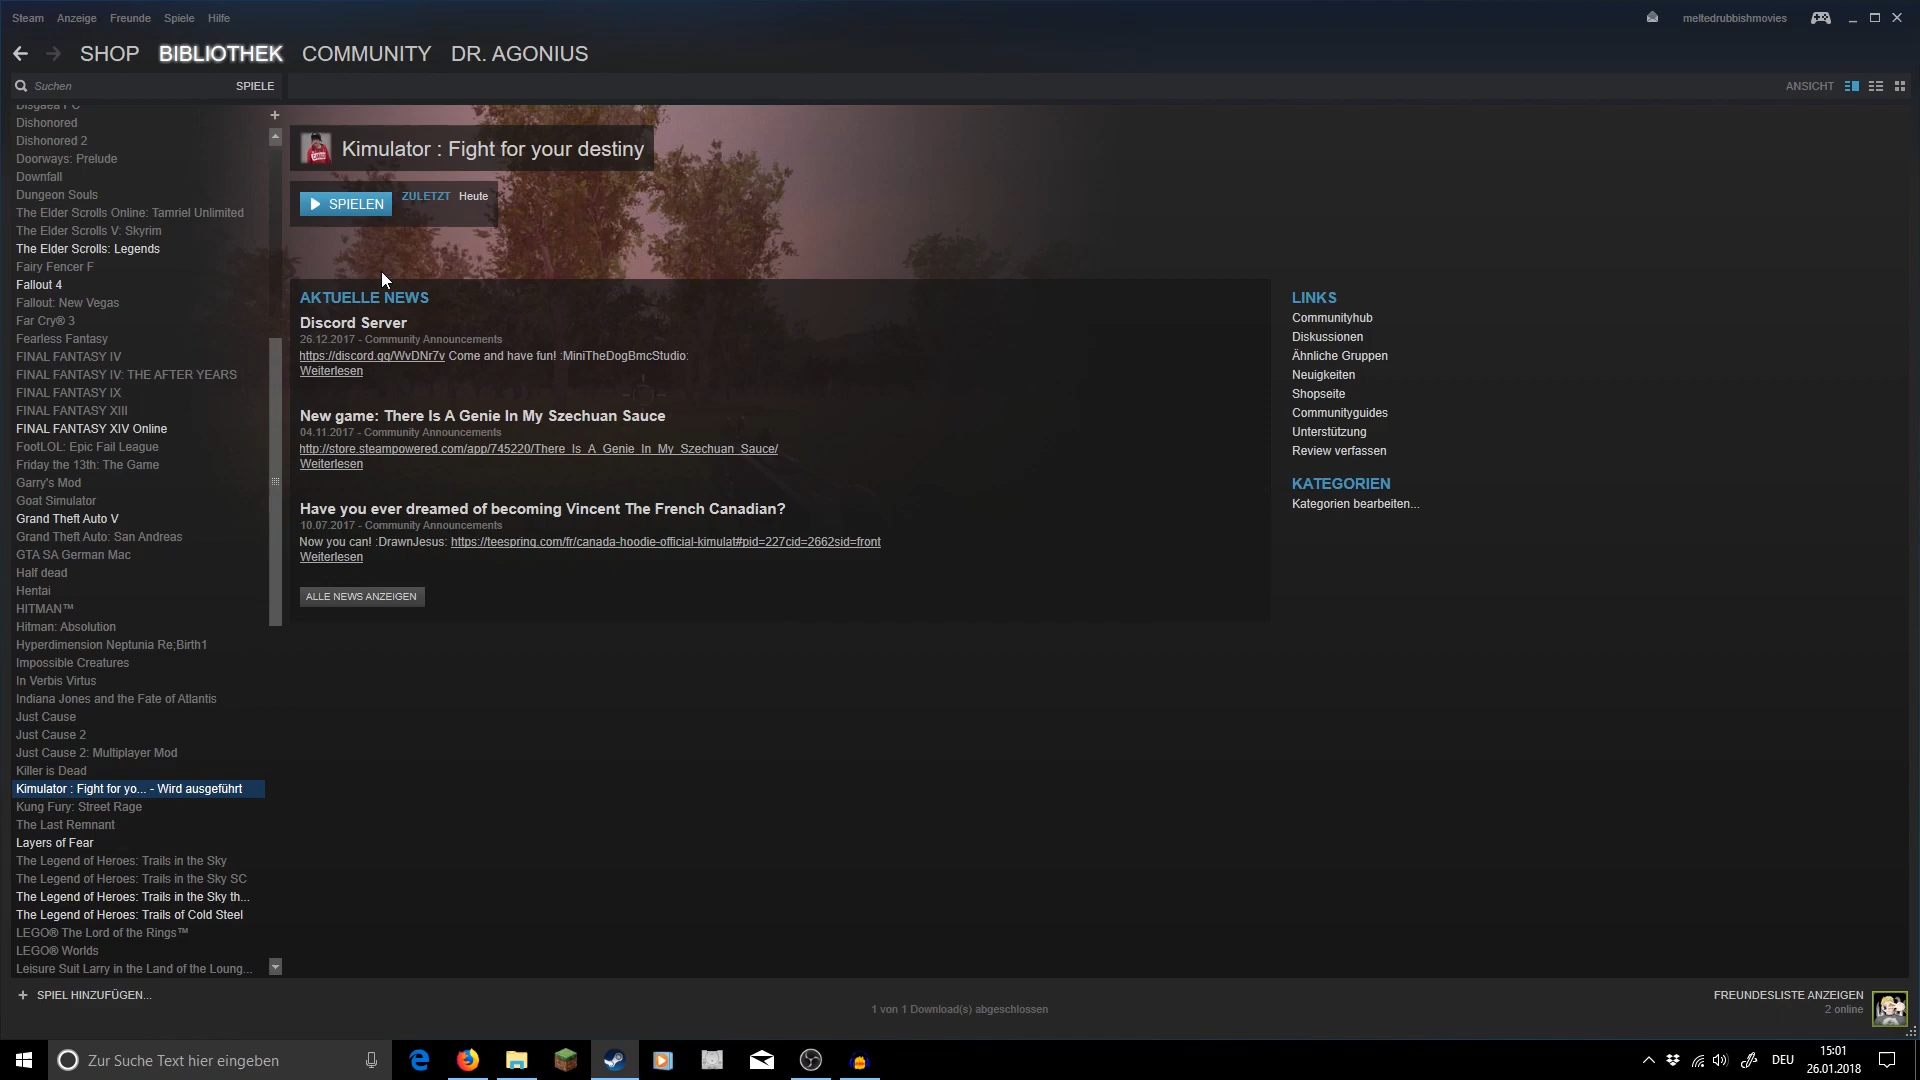 Steam Anzeige Freunde Spiele Hilfe
meltedrubbishmovies
SHOP BIBLIOTHEK COMMUNITY DR. AGONIUS
Suchen
SPIELE
ANSICHT
Disgaea PC
Dishonored
Dishonored 2
Doorways: Prelude
Downfall
Dungeon Souls
The Elder Scrolls Online: Tamriel Unlimited
The Elder Scrolls V: Skyrim
The Elder Scrolls: Legends
Fairy Fencer F
Fallout 4
Fallout: New Vegas
Far Cry® 3
Fearless Fantasy
FINAL FANTASY IV
FINAL FANTASY IV: THE AFTER YEARS
FINAL FANTASY IX
FINAL FANTASY XIII
FINAL FANTASY XIV Online
FootLOL: Epic Fail League
Friday the 13th: The Game
Garry's Mod
Goat Simulator
Grand Theft Auto V
Grand Theft Auto: San Andreas
GTA SA German Mac
Half dead
Hentai
HITMAN™
Hitman: Absolution
Hyperdimension Neptunia Re;Birth1
Impossible Creatures
In Verbis Virtus
Indiana Jones and the Fate of Atlantis
Just Cause
Just Cause 2
Just Cause 2: Multiplayer Mod
Killer is Dead
Kimulator : Fight for yo... - Wird ausgeführt
Kung Fury: Street Rage
The Last Remnant
Layers of Fear
The Legend of Heroes: Trails in the Sky
The Legend of Heroes: Trails in the Sky SC
The Legend of Heroes: Trails in the Sky th...
The Legend of Heroes: Trails of Cold Steel
LEGO® The Lord of the Rings™
LEGO® Worlds
Leisure Suit Larry in the Land of the Loung...
Kimulator : Fight for your destiny
SPIELEN
ZULETZT Heute
AKTUELLE NEWS
Discord Server
26.12.2017 - Community Announcements
https://discord.gg/WvDNr7v Come and have fun! :MiniTheDogBmcStudio:
Weiterlesen
New game: There Is A Genie In My Szechuan Sauce
04.11.2017 - Community Announcements
http://store.steampowered.com/app/745220/There_Is_A_Genie_In_My_Szechuan_Sauce/
Weiterlesen
Have you ever dreamed of becoming Vincent The French Canadian?
10.07.2017 - Community Announcements
Now you can! :DrawnJesus: https://teespring.com/fr/canada-hoodie-official-kimulat#pid=227cid=2662sid=front
Weiterlesen
ALLE NEWS ANZEIGEN
LINKS
Communityhub
Diskussionen
Ähnliche Gruppen
Neuigkeiten
Shopseite
Communityguides
Unterstützung
Review verfassen
KATEGORIEN
Kategorien bearbeiten...
+ SPIEL HINZUFÜGEN...
1 von 1 Download(s) abgeschlossen
FREUNDESLISTE ANZEIGEN
2 online
Zur Suche Text hier eingeben
DEU
15:01
26.01.2018